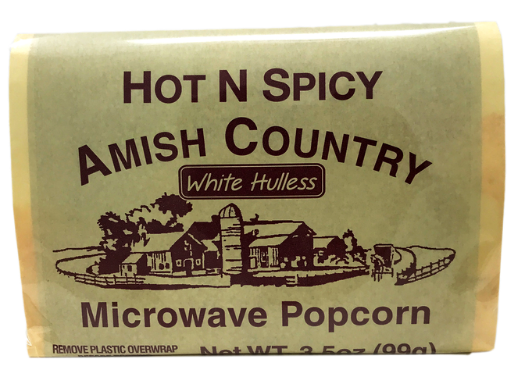 HOT N SPICY
AMISH COUNTRY
White Hulless
Microwave Popcorn
REMOVE PLASTIC OVERWRAP
Net WT. 3.5oz (99g)